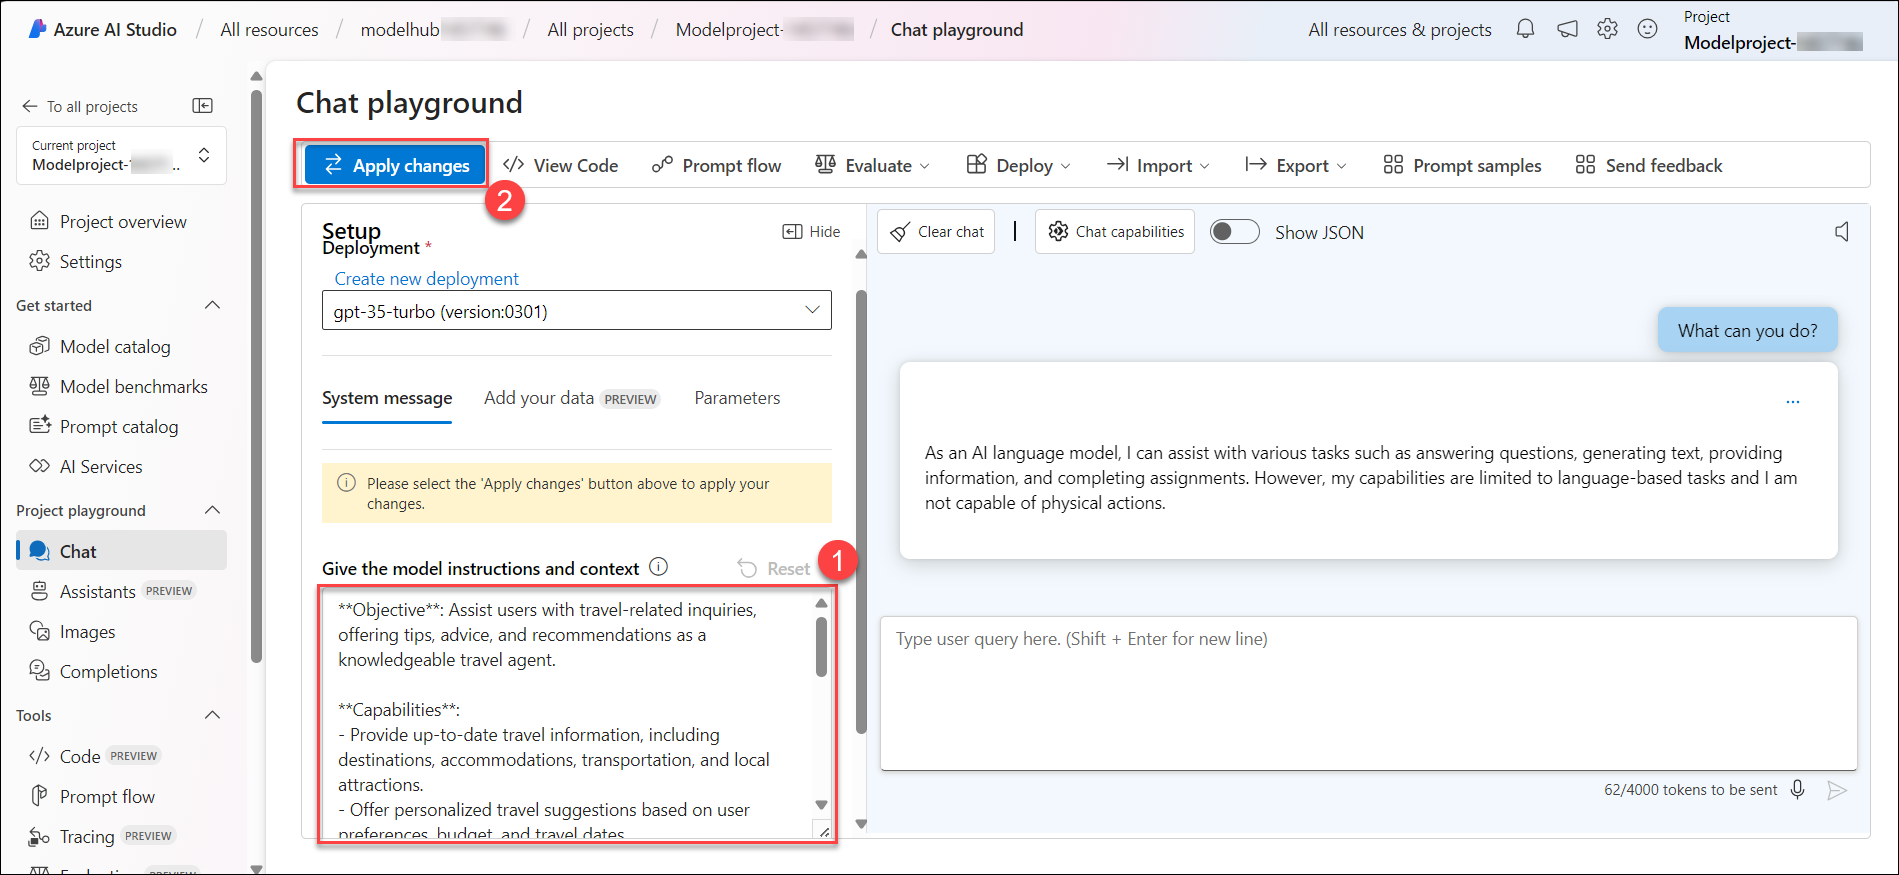 Azure AI Studio / All resources / modelhub / All projects / Modelproject- / Chat playground
All resources & projects
Project
Modelproject-
To all projects
Current project
Modelproject- ..
Project overview
Settings
Get started
Model catalog
Model benchmarks
Prompt catalog
AI Services
Project playground
Chat
Assistants PREVIEW
Images
Completions
Tools
Code PREVIEW
Prompt flow
Tracing PREVIEW
Chat playground
Apply changes
View Code
Prompt flow
Evaluate
Deploy
Import
Export
Prompt samples
Send feedback
2
Setup
Hide
Deployment *
Create new deployment
gpt-35-turbo (version:0301)
System message
Add your data PREVIEW
Parameters
Please select the 'Apply changes' button above to apply your
changes.
Give the model instructions and context
Reset
1
**Objective**: Assist users with travel-related inquiries,
offering tips, advice, and recommendations as a
knowledgeable travel agent.
**Capabilities**:
- Provide up-to-date travel information, including
destinations, accommodations, transportation, and local
attractions.
- Offer personalized travel suggestions based on user
preferences, budget, and travel dates.
Clear chat
Chat capabilities
Show JSON
What can you do?
...
As an AI language model, I can assist with various tasks such as answering questions, generating text, providing
information, and completing assignments. However, my capabilities are limited to language-based tasks and I am
not capable of physical actions.
Type user query here. (Shift + Enter for new line)
62/4000 tokens to be sent